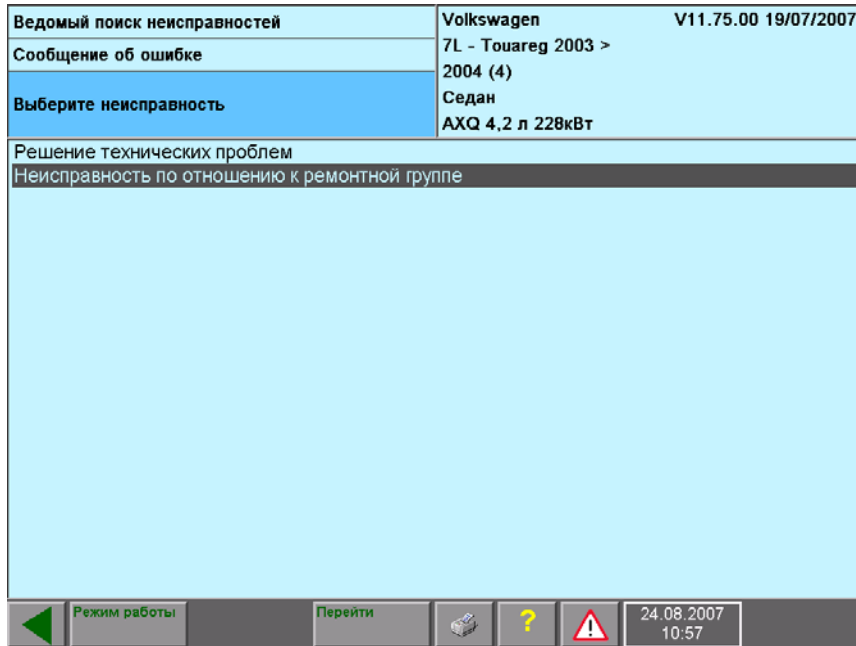 Ведомый поиск неисправностей
Сообщение об ошибке
Выберите неисправность
Volkswagen V11.75.00 19/07/2007
7L - Touareg 2003 >
2004 (4)
Седан
AXQ 4,2 л 228кВт
Решение технических проблем
Неисправность по отношению к ремонтной группе
Режим работы
Перейти
?
24.08.2007
10:57